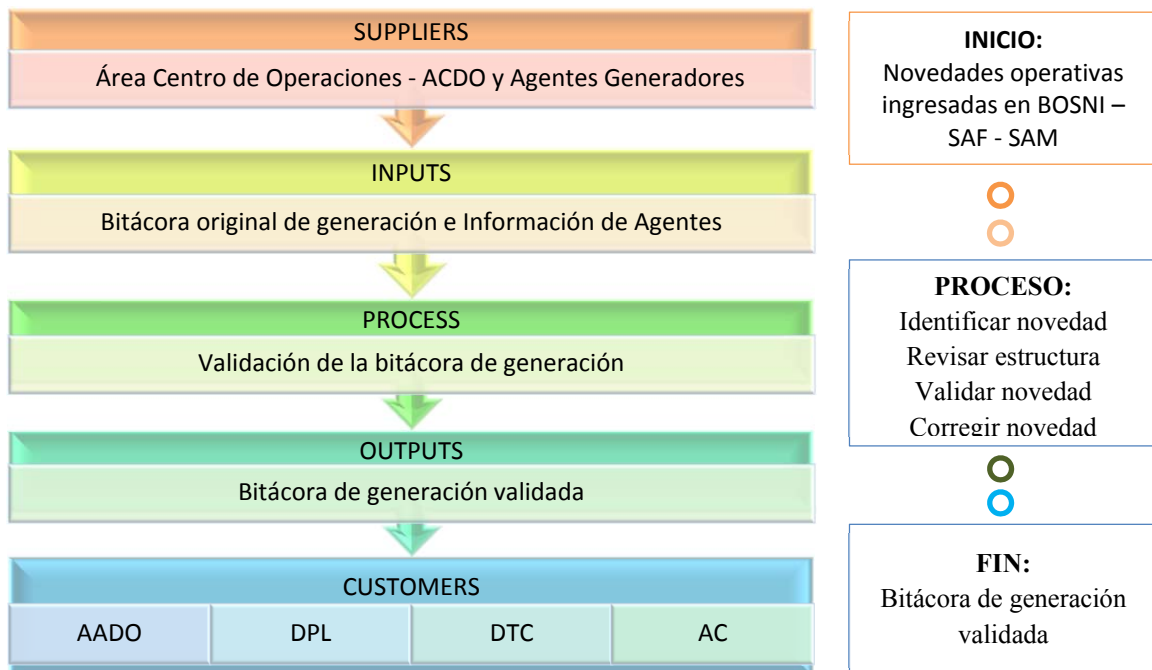 SUPPLIERS
Área Centro de Operaciones - ACDO y Agentes Generadores
INPUTS
Bitácora original de generación e Información de Agentes
PROCESS
Validación de la bitácora de generación
OUTPUTS
Bitácora de generación validada
CUSTOMERS
AADO
DPL
DTC
AC
INICIO:
Novedades operativas
ingresadas en BOSNI –
SAF - SAM
PROCESO:
Identificar novedad
Revisar estructura
Validar novedad
Corregir novedad
FIN:
Bitácora de generación
validada